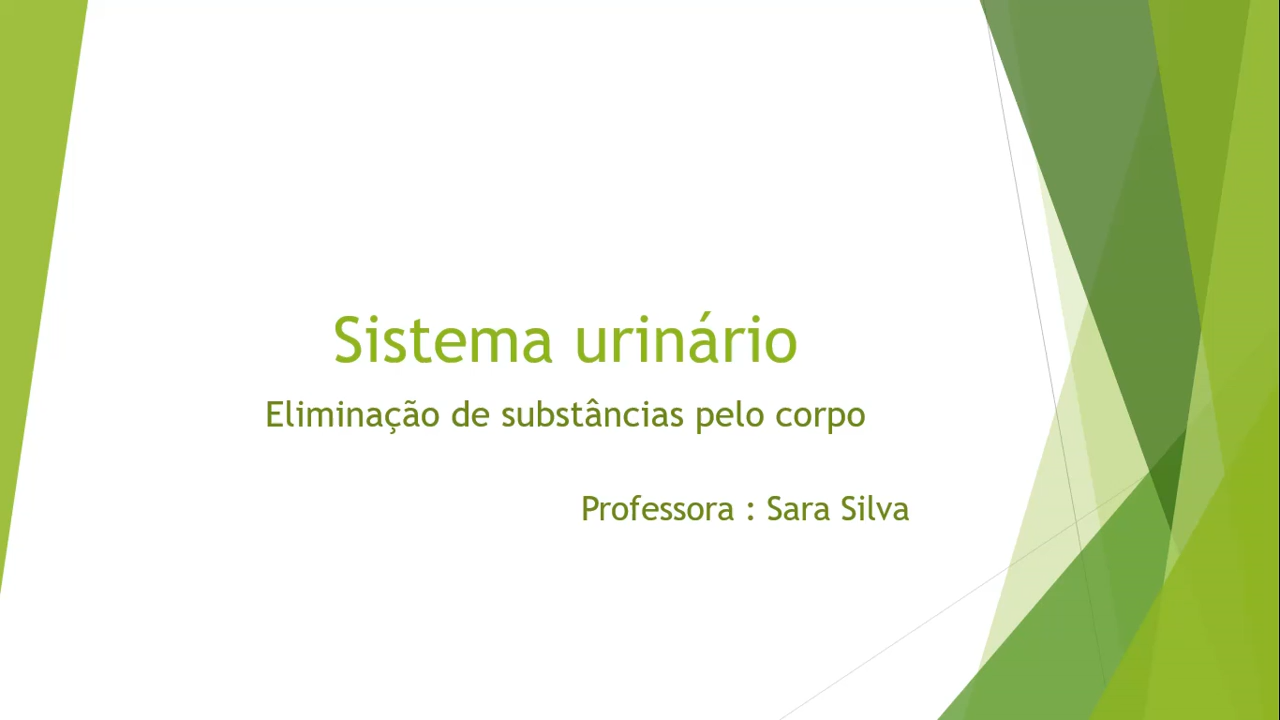 Sistema urinário
Eliminação de substâncias pelo corpo
Professora : Sara Silva